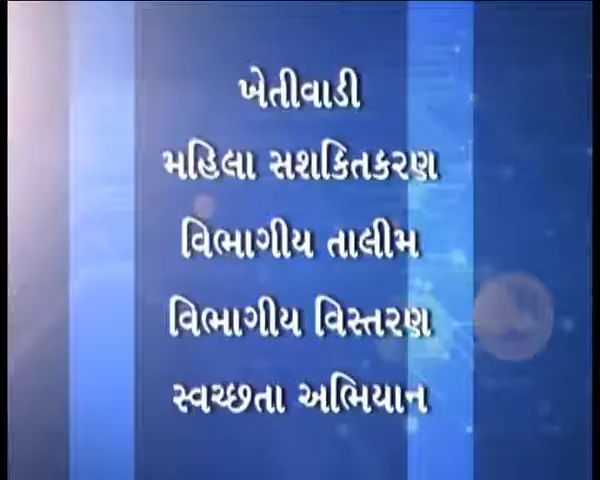 ખેતીવાડી
મહિલા સશકિતકરણ
વિભાગીય તાલીમ
વિભાગીય વિસ્તરણ
સ્વચ્છતા અભિયાન